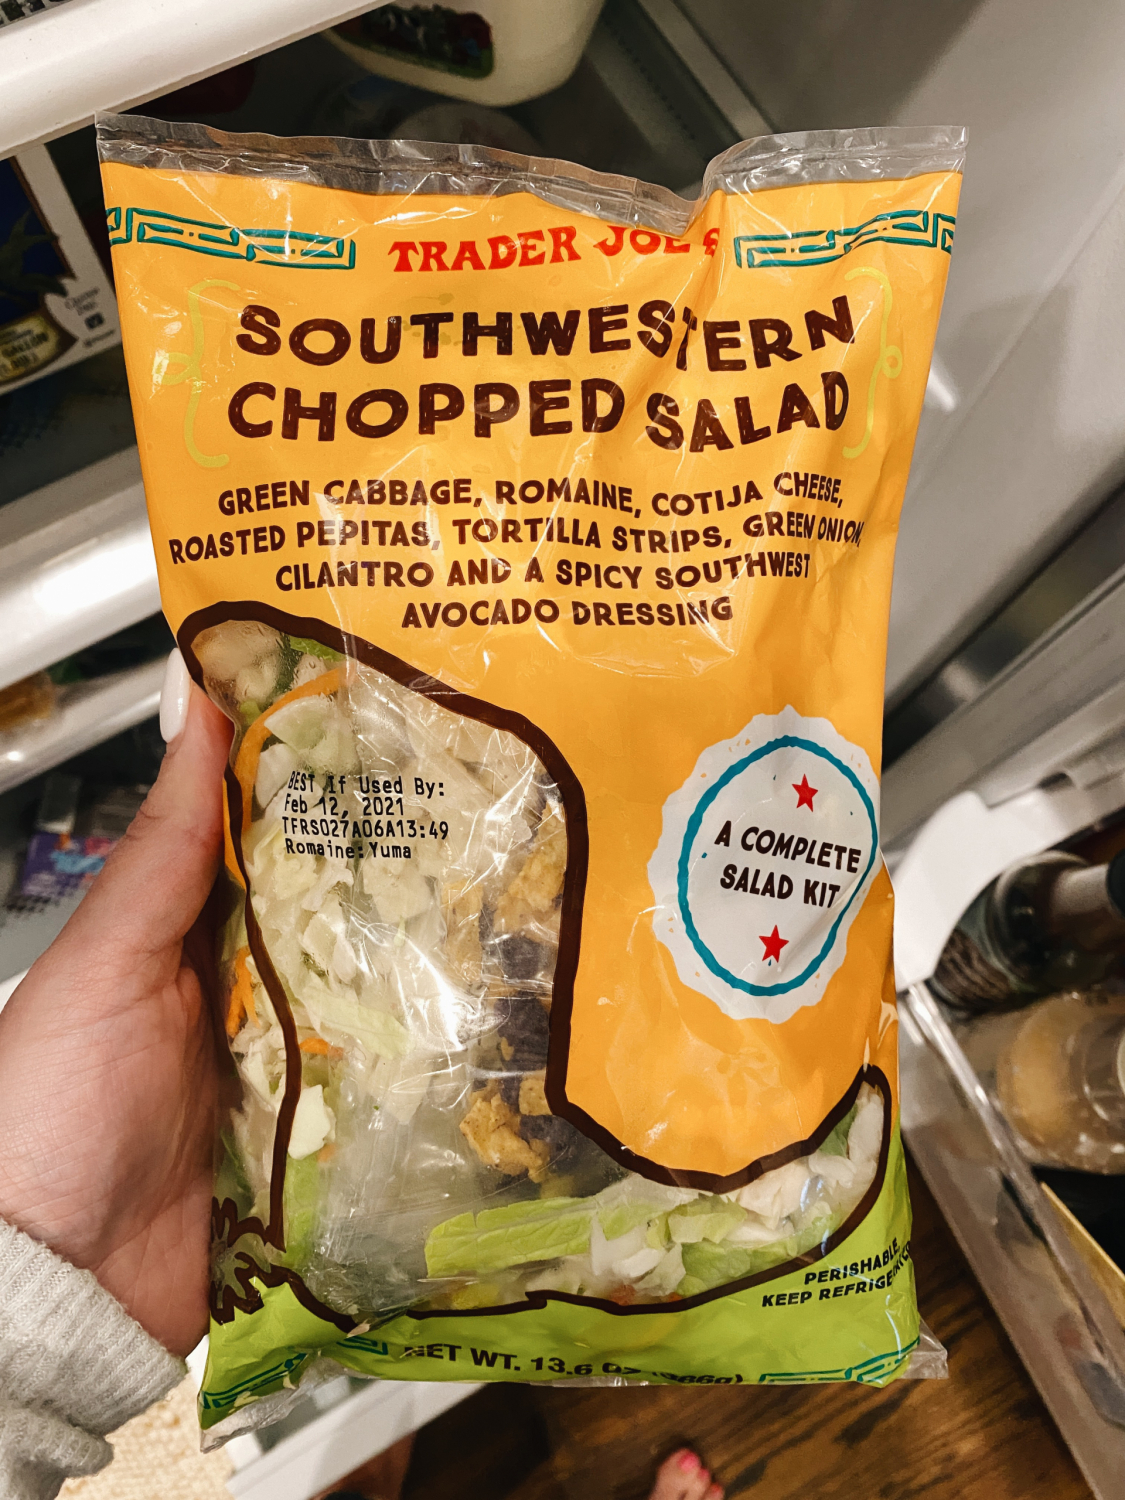 TRADER JOE'S
SOUTHWESTERN
CHOPPED SALAD
GREEN CABBAGE, ROMAINE, COTIJA CHEESE,
ROASTED PEPITAS, TORTILLA STRIPS, GREEN ONION,
CILANTRO AND A SPICY SOUTHWEST
AVOCADO DRESSING
BEST If Used By:
Feb 12, 2021
TFRS027A06A13:49
Romaine:Yuma
A COMPLETE
SALAD KIT
PERISHABLE
KEEP
NET WT. 13.6 OZ (386g)